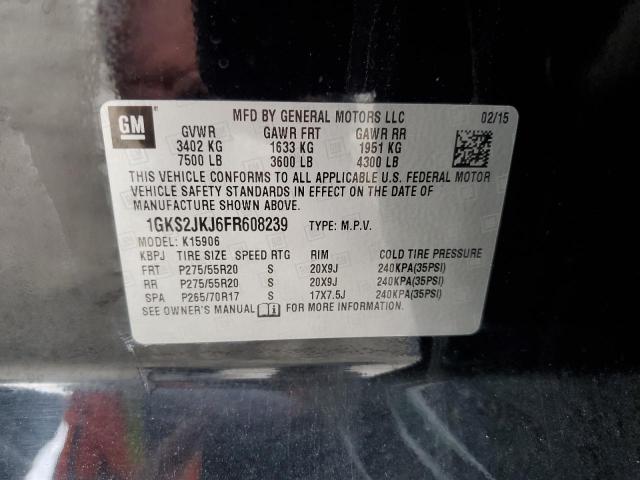 GM
MFD BY GENERAL MOTORS LLC 02/15
GVWR GAWR FRT GAWR RR
3402 KG 1633 KG 1951 KG
7500 LB 3600 LB 4300 LB
THIS VEHICLE CONFORMS TO ALL APPLICABLE U.S. FEDERAL MOTOR
VEHICLE SAFETY STANDARDS IN EFFECT ON THE DATE OF
MANUFACTURE SHOWN ABOVE.
1GKS2JKJ6FR608239 TYPE: M.P.V.
MODEL: K15906
KBPJ TIRE SIZE SPEED RTG RIM COLD TIRE PRESSURE
FRT P275/55R20 S 20X9J 240KPA(35PSI)
RR P275/55R20 S 20X9J 240KPA(35PSI)
SPA P265/70R17 S 17X7.5J 240KPA(35PSI)
SEE OWNER'S MANUAL FOR MORE INFORMATION.